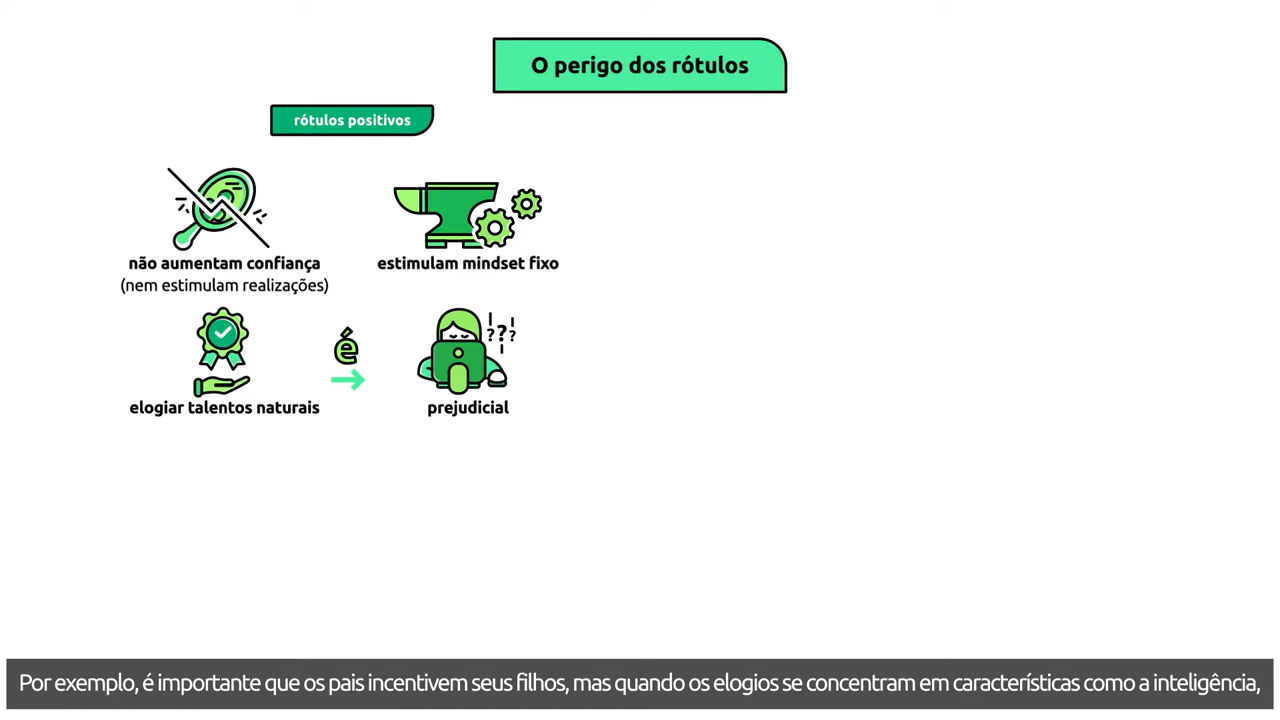 O perigo dos rótulos
rótulos positivos
não aumentam confiança
(nem estimulam realizações)
estimulam mindset fixo
???
elogiar talentos naturais
é
prejudicial
Por exemplo, é importante que os pais incentivem seus filhos, mas quando os elogios se concentram em características como a inteligência,